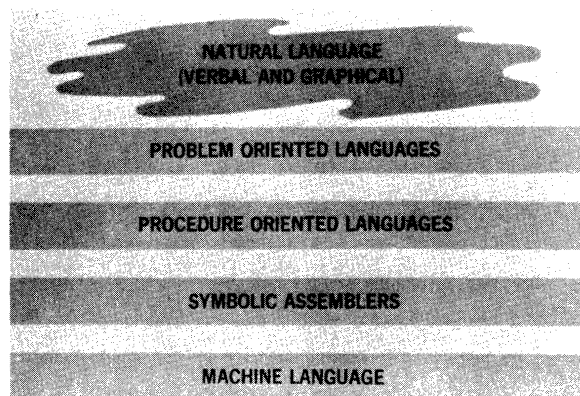 NATURAL LANGUAGE
(VERBAL AND GRAPHICAL)
PROBLEM ORIENTED LANGUAGES
PROCEDURE ORIENTED LANGUAGES
SYMBOLIC ASSEMBLERS
MACHINE LANGUAGE